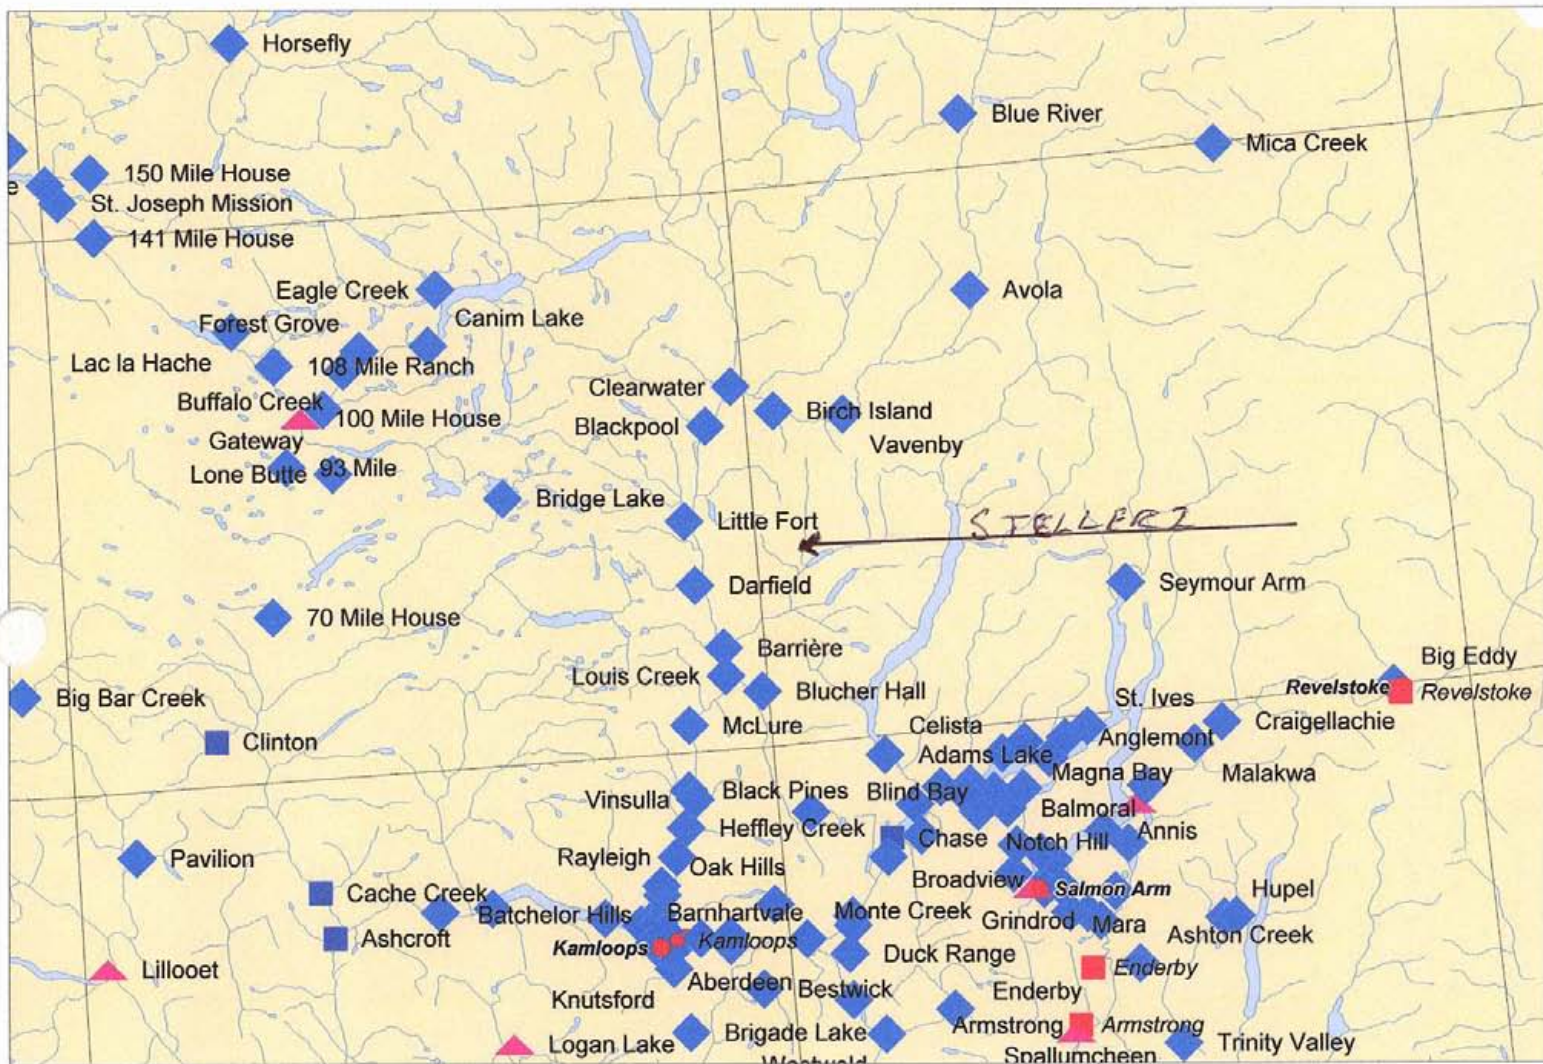 Horsefly
Blue River
Mica Creek
150 Mile House
e
St. Joseph Mission
141 Mile House
Eagle Creek
Avola
Canim Lake
Forest Grove
Lac la Hache
108 Mile Ranch
Clearwater
Buffalo Creek
100 Mile House
Birch Island
Blackpool
Gateway
Vavenby
Lone Butte
93 Mile
Bridge Lake
Little Fort
STELLER2
Darfield
Seymour Arm
70 Mile House
Barrière
Big Eddy
Louis Creek
Blucher Hall
Revelstoke
Revelstoke
Big Bar Creek
St. Ives
McLure
Celista
Craigellachie
Clinton
Anglemont
Adams Lake
Magna Bay
Malakwa
Vinsulla
Black Pines
Blind Bay
Balmoral
Heffley Creek
Chase
Notch Hill
Annis
Pavilion
Rayleigh
Oak Hills
Broadview
Salmon Arm
Hupel
Cache Creek
Batchelor Hills
Barnhartvale
Monte Creek
Grindrod
Mara
Ashton Creek
Ashcroft
Kamloops
Kamloops
Duck Range
Lillooet
Enderby
Aberdeen
Bestwick
Knutsford
Enderby
Logan Lake
Brigade Lake
Armstrong
Armstrong
Trinity Valley
Westwold
Spallumcheen